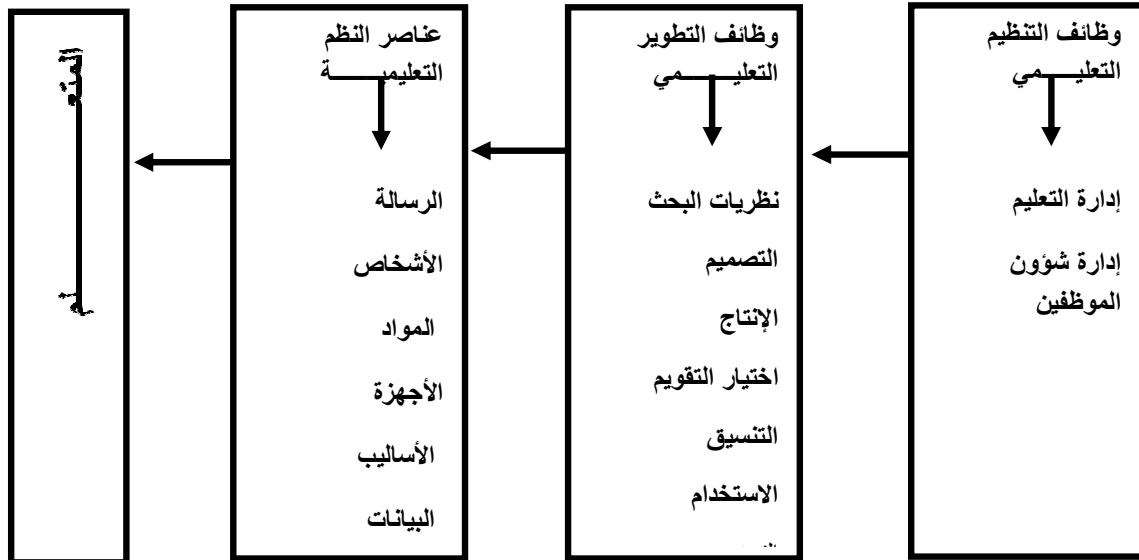 وظائف التنظيم
التعليـــــمي
إدارة التعليم
إدارة شؤون
الموظفين
وظائف التطوير
التعليـــــمي
نظريات البحث
التصميم
الإنتاج
اختيار التقويم
التنسيق
الاستخدام
عناصر النظم
التعليميـــــة
الرسالة
الأشخاص
المواد
الأجهزة
الأساليب
البيانات
المتعـــــلم